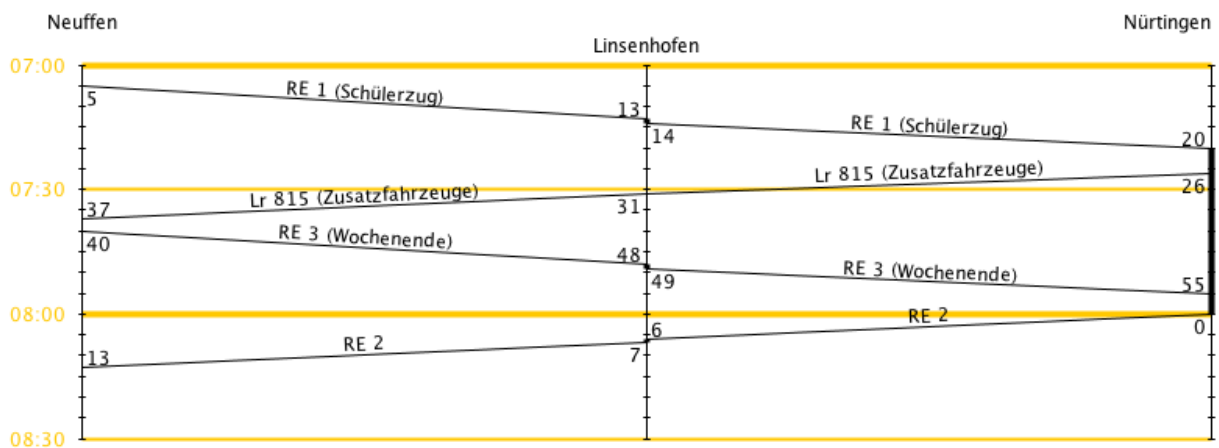 Neuffen
Nürtingen
Linsenhofen
07:00
RE 1 (Schülerzug)
5
13
14
RE 1 (Schülerzug)
20
Lr 815 (Zusatzfahrzeuge)
26
07:30
Lr 815 (Zusatzfahrzeuge)
37
31
40
RE 3 (Wochenende)
48
49
RE 3 (Wochenende)
55
08:00
RE 2
0
6
RE 2
7
13
08:30